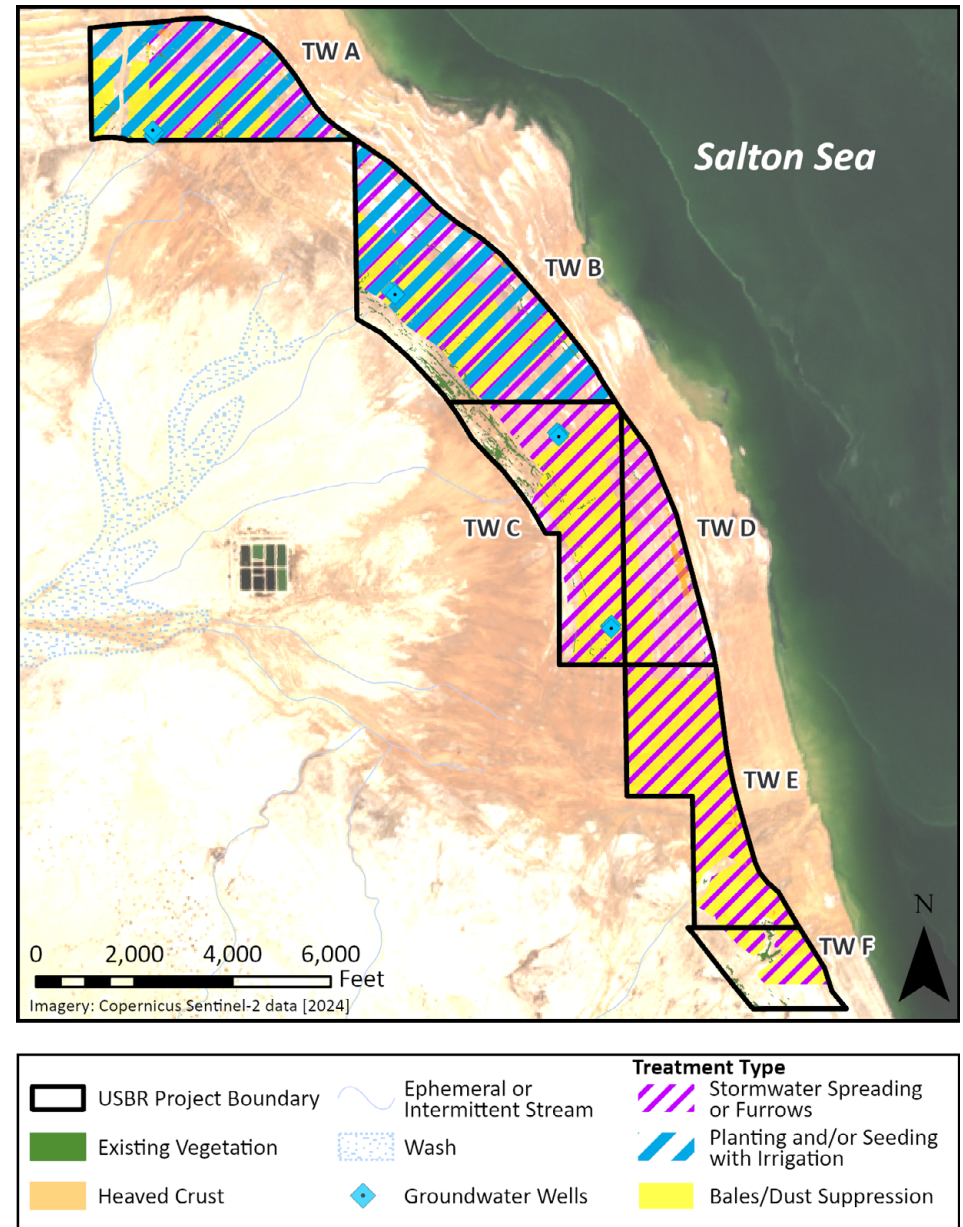 TW A
Salton Sea
TW B
TW C
TW D
TW E
TW F
N
0 2,000 4,000 6,000
Feet
Imagery: Copernicus Sentinel-2 data [2024]
USBR Project Boundary
Existing Vegetation
Heaved Crust
Ephemeral or
Intermittent Stream
Wash
Groundwater Wells
Treatment Type
Stormwater Spreading
or Furrows
Planting and/or Seeding
with Irrigation
Bales/Dust Suppression